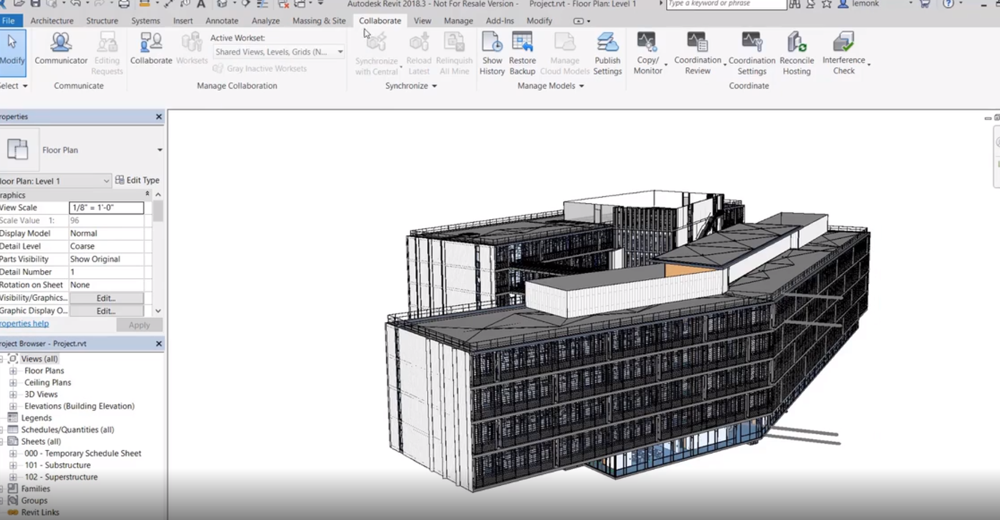 Autodesk Revit 2018.3 - Not For Resale Version - Project.rvt - Floor Plan: Level 1
Type a keyword or phrase
lemonk
File Architecture Structure Systems Insert Annotate Analyze Massing & Site Collaborate View Manage Add-Ins Modify
Modify
Select
Communicator
Editing
Requests
Communicate
Collaborate
Worksets
Active Workset:
Shared Views, Levels, Grids (N...
Gray Inactive Worksets
Manage Collaboration
Synchronize
with Central
Reload
Latest
Relinquish
All Mine
Synchronize
Show
History
Restore
Backup
Manage
Cloud Models
Publish
Settings
Manage Models
Copy/
Monitor
Coordination
Review
Coordination
Settings
Reconcile
Hosting
Interference
Check
Coordinate
roperties
Floor Plan
loor Plan: Level 1
Edit Type
raphics
View Scale 1/8" = 1'-0"
Scale Value 1: 96
Display Model Normal
Detail Level Coarse
Parts Visibility Show Original
Detail Number 1
Rotation on Sheet None
Visibility/Graphics... Edit...
Graphic Display O... Edit...
roperties help
Apply
roject Browser - Project.rvt
Views (all)
Floor Plans
Ceiling Plans
3D Views
Elevations (Building Elevation)
Legends
Schedules/Quantities (all)
Sheets (all)
000 - Temporary Schedule Sheet
101 - Substructure
102 - Superstructure
Families
Groups
Revit Links